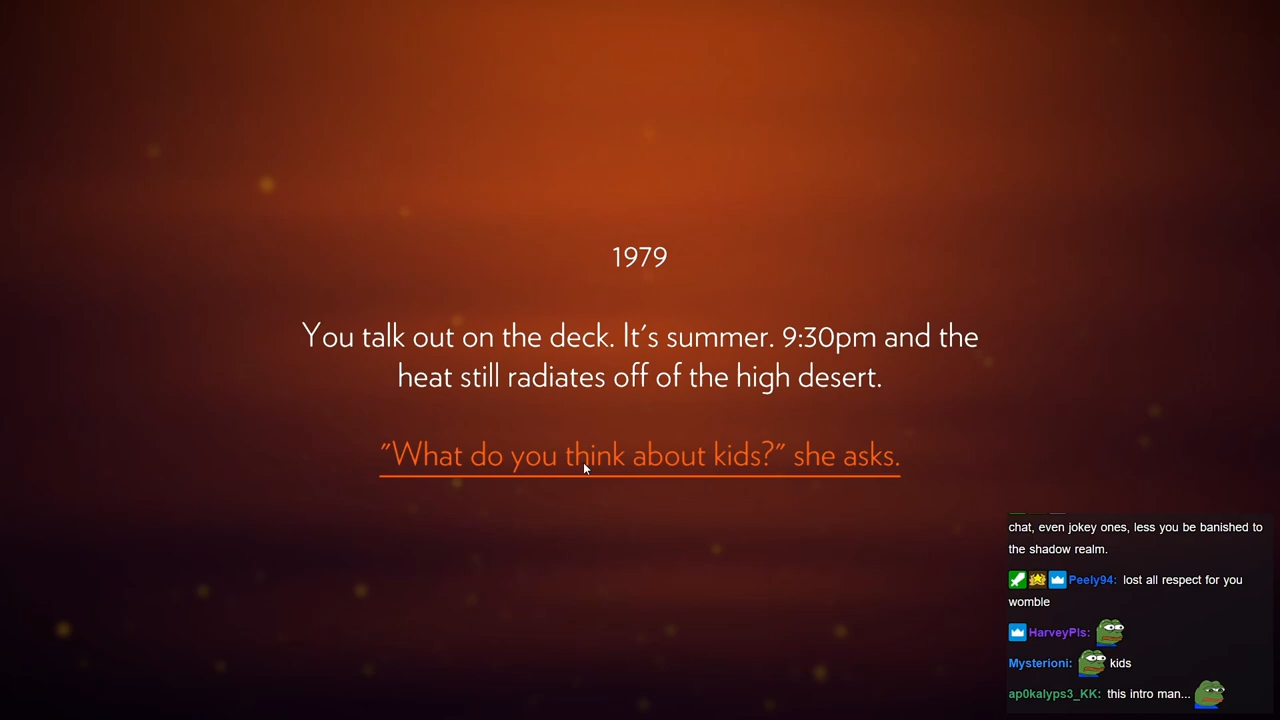 1979
You talk out on the deck. It's summer. 9:30pm and the
heat still radiates off of the high desert.
"What do you think about kids?" she asks.
chat, even jokey ones, less you be banished to
the shadow realm.
Peely94: lost all respect for you
womble
HarveyPls:
Mysterioni: kids
ap0kalyps3_KK: this intro man...